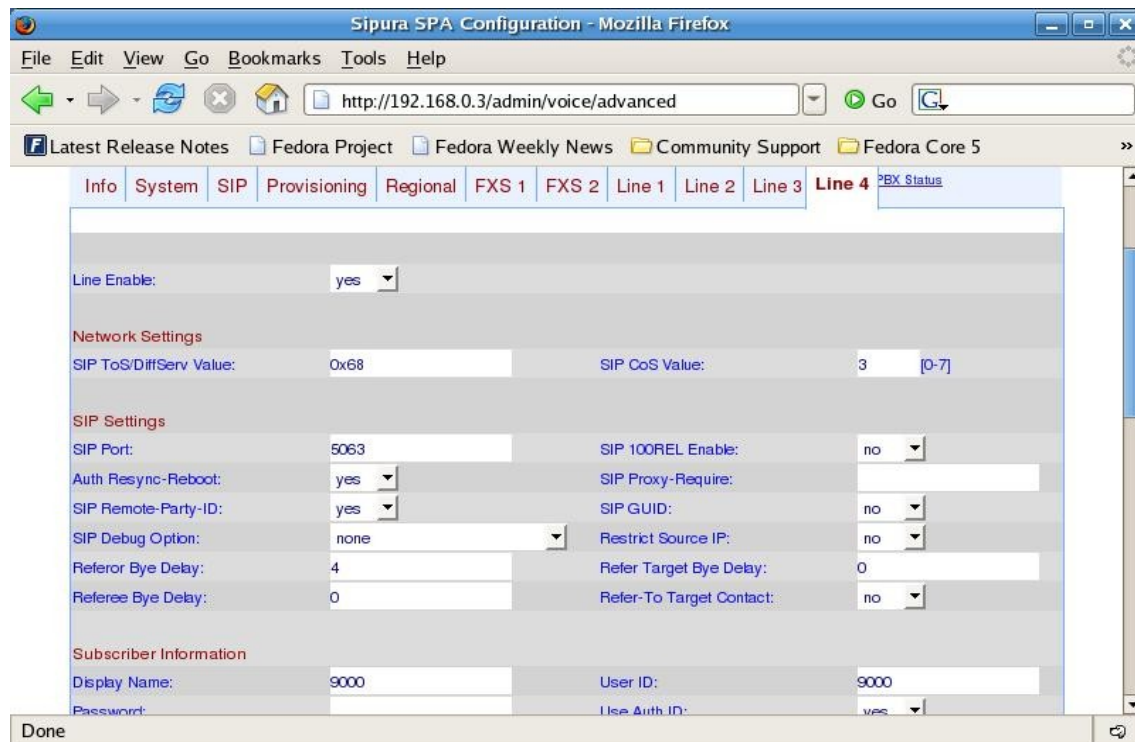 Sipura SPA Configuration - Mozilla Firefox
File Edit View Go Bookmarks Tools Help
http://192.168.0.3/admin/voice/advanced Go G
Latest Release Notes Fedora Project Fedora Weekly News Community Support Fedora Core 5 »
Info System SIP Provisioning Regional FXS 1 FXS 2 Line 1 Line 2 Line 3 Line 4 PBX Status
Line Enable: yes
Network Settings
SIP ToS/DiffServ Value: 0x68 SIP CoS Value: 3 [0-7]
SIP Settings
SIP Port: 5063 SIP 100REL Enable: no
Auth Resync-Reboot: yes SIP Proxy-Require:
SIP Remote-Party-ID: yes SIP GUID: no
SIP Debug Option: none Restrict Source IP: no
Referor Bye Delay: 4 Refer Target Bye Delay: 0
Referee Bye Delay: 0 Refer-To Target Contact: no
Subscriber Information
Display Name: 9000 User ID: 9000
Password: Use Auth ID: yes
Done